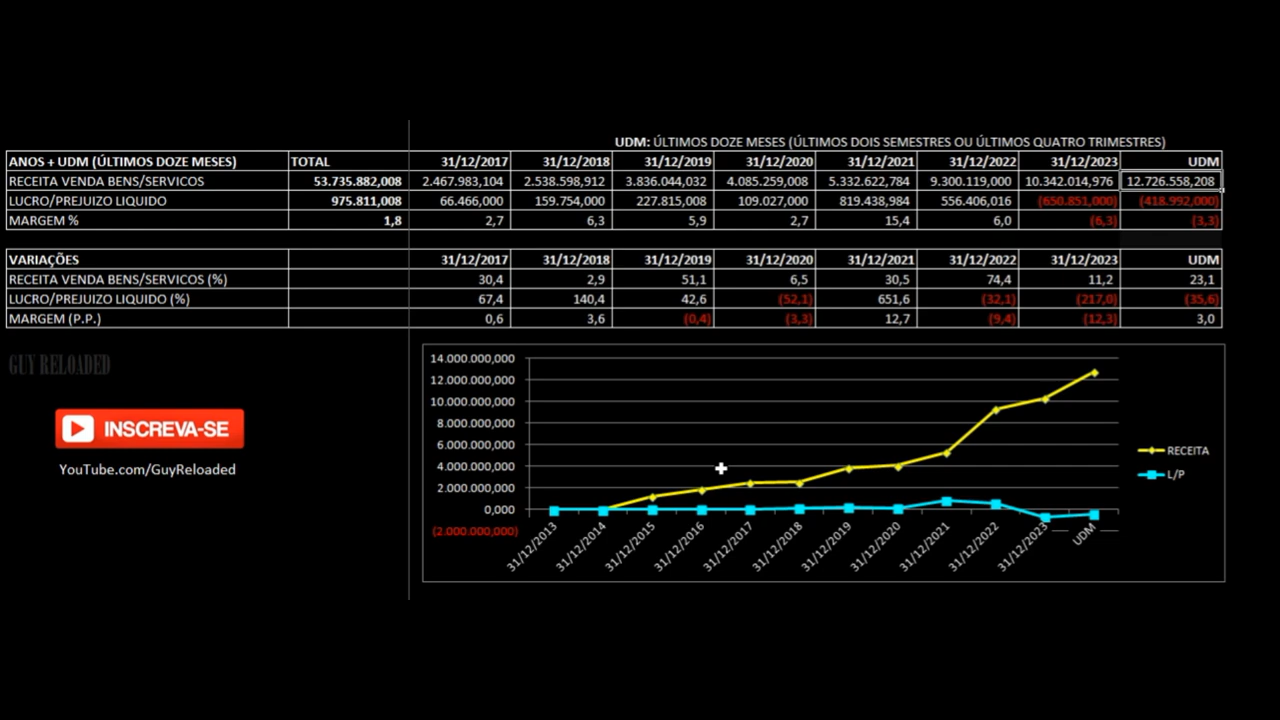 UDM: ÚLTIMOS DOZE MESES (ÚLTIMOS DOIS SEMESTRES OU ÚLTIMOS QUATRO TRIMESTRES)
ANOS + UDM (ÚLTIMOS DOZE MESES) TOTAL 31/12/2017 31/12/2018 31/12/2019 31/12/2020 31/12/2021 31/12/2022 31/12/2023 UDM
RECEITA VENDA BENS/SERVICOS 53.735.882,008 2.467.983,104 2.538.598,912 3.836.044,032 4.085.259,008 5.332.622,784 9.300.119,000 10.342.014,976 12.726.558,208
LUCRO/PREJUIZO LIQUIDO 975.811,008 66.466,000 159.754,000 227.815,008 109.027,000 819.438,984 556.406,016 (650.851,000) (418.992,000)
MARGEM % 1,8 2,7 6,3 5,9 2,7 15,4 6,0 (6,3) (3,3)
VARIAÇÕES 31/12/2017 31/12/2018 31/12/2019 31/12/2020 31/12/2021 31/12/2022 31/12/2023 UDM
RECEITA VENDA BENS/SERVICOS (%) 30,4 2,9 51,1 6,5 30,5 74,4 11,2 23,1
LUCRO/PREJUIZO LIQUIDO (%) 67,4 140,4 42,6 (52,1) 651,6 (32,1) (217,0) (35,6)
MARGEM (P.P.) 0,6 3,6 (0,4) (3,3) 12,7 (9,4) (12,3) 3,0
GUY RELOADED
INSCREVA-SE
YouTube.com/GuyReloaded
14.000.000,000
12.000.000,000
10.000.000,000
8.000.000,000
6.000.000,000
4.000.000,000
2.000.000,000
0,000
(2.000.000,000)
31/12/2013 31/12/2014 31/12/2015 31/12/2016 31/12/2017 31/12/2018 31/12/2019 31/12/2020 31/12/2021 31/12/2022 31/12/2023 UDM
RECEITA
L/P